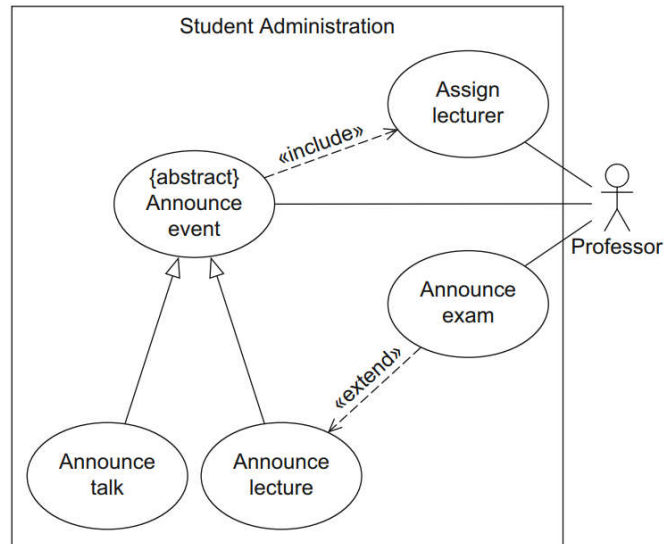 Student Administration
Assign
lecturer
«include»
{abstract}
Announce
event
Professor
Announce
exam
«extend»
Announce
talk
Announce
lecture